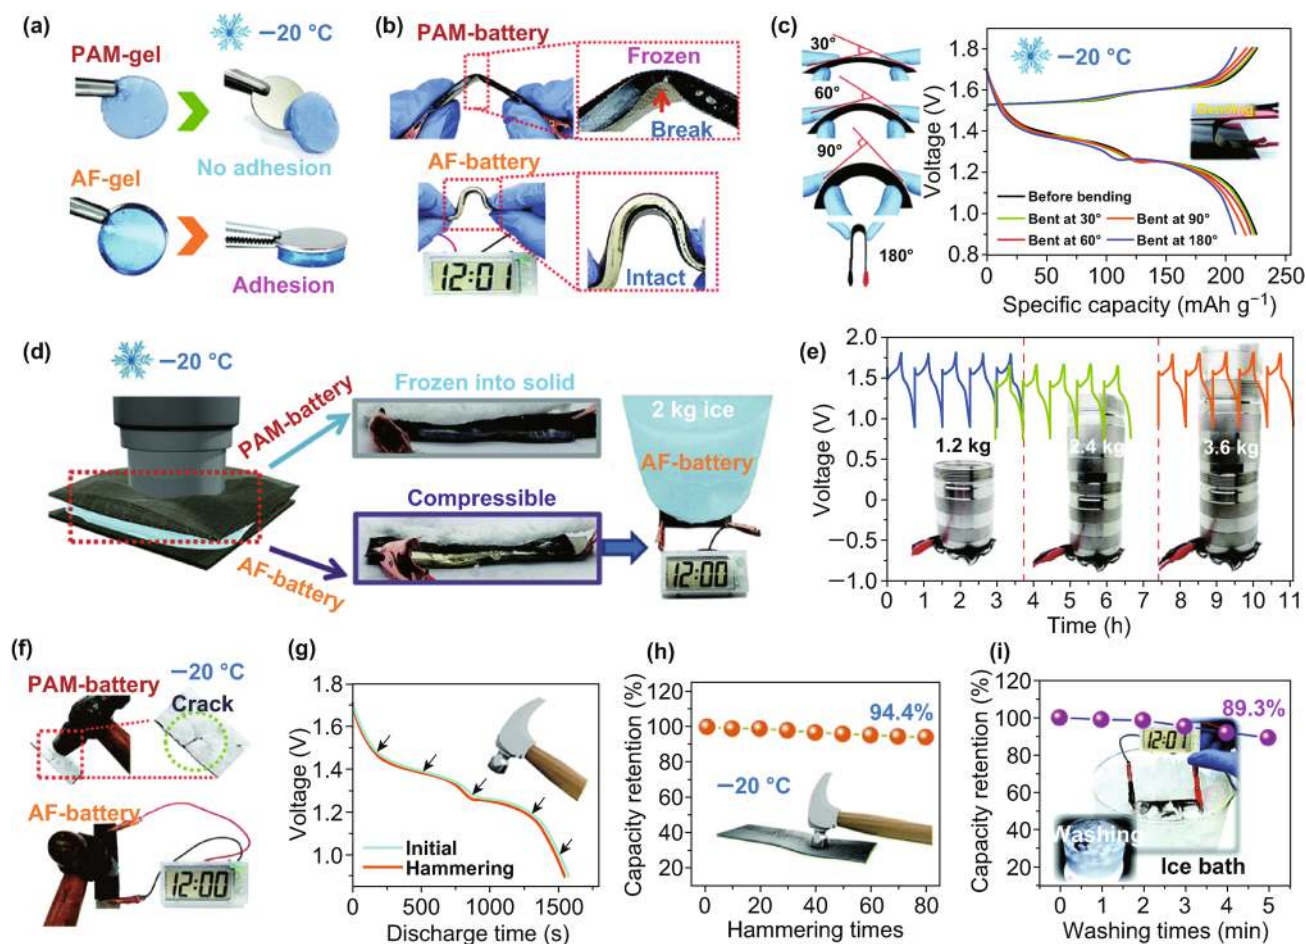 (a)
−20 °C
PAM-gel
No adhesion
AF-gel
Adhesion
(b)
PAM-battery
Frozen
Break
AF-battery
12:01
Intact
(c)
30°
60°
90°
180°
−20 °C
Bending
Before bending
Bent at 30°
Bent at 90°
Bent at 60°
Bent at 180°
Voltage (V)
1.8
1.6
1.4
1.2
1.0
0.8
0 50 100 150 200 250 300
Specific capacity (mAh g⁻¹)
(d)
−20 °C
PAM-battery
Frozen into solid
AF-battery
Compressible
2 kg ice
AF-battery
12:00
(e)
Voltage (V)
2.0
1.5
1.0
0.5
0
−0.5
−1.0
1.2 kg
2.4 kg
3.6 kg
0 1 2 3 4 5 6 7 8 9 10 11
Time (h)
(f)
−20 °C
PAM-battery
Crack
AF-battery
12:00
(g)
Voltage (V)
1.8
1.6
1.4
1.2
1.0
Initial
Hammering
0 500 1000 1500
Discharge time (s)
(h)
Capacity retention (%)
120
100
80
60
40
20
94.4%
−20 °C
0 20 40 60 80
Hammering times
(i)
Capacity retention (%)
120
100
80
60
40
20
89.3%
12:01
Washing
Ice bath
0 1 2 3 4 5
Washing times (min)